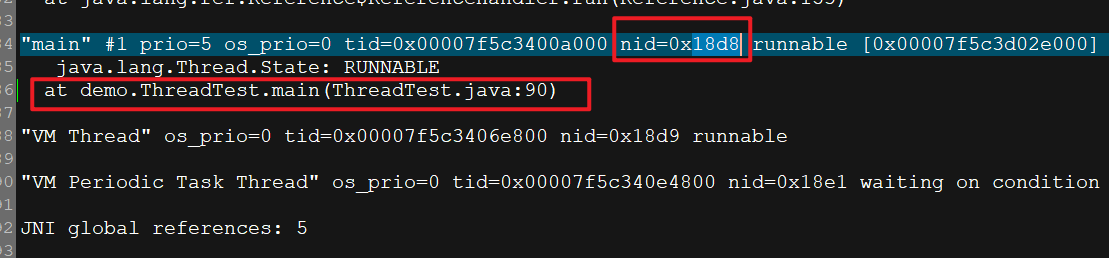 at java.lang.ref.Reference$ReferenceHandler.run(Reference.java:153)
"main" #1 prio=5 os_prio=0 tid=0x00007f5c3400a000 nid=0x18d8 runnable [0x00007f5c3d02e000]
java.lang.Thread.State: RUNNABLE
at demo.ThreadTest.main(ThreadTest.java:90)
"VM Thread" os_prio=0 tid=0x00007f5c3406e800 nid=0x18d9 runnable
"VM Periodic Task Thread" os_prio=0 tid=0x00007f5c340e4800 nid=0x18e1 waiting on condition
JNI global references: 5